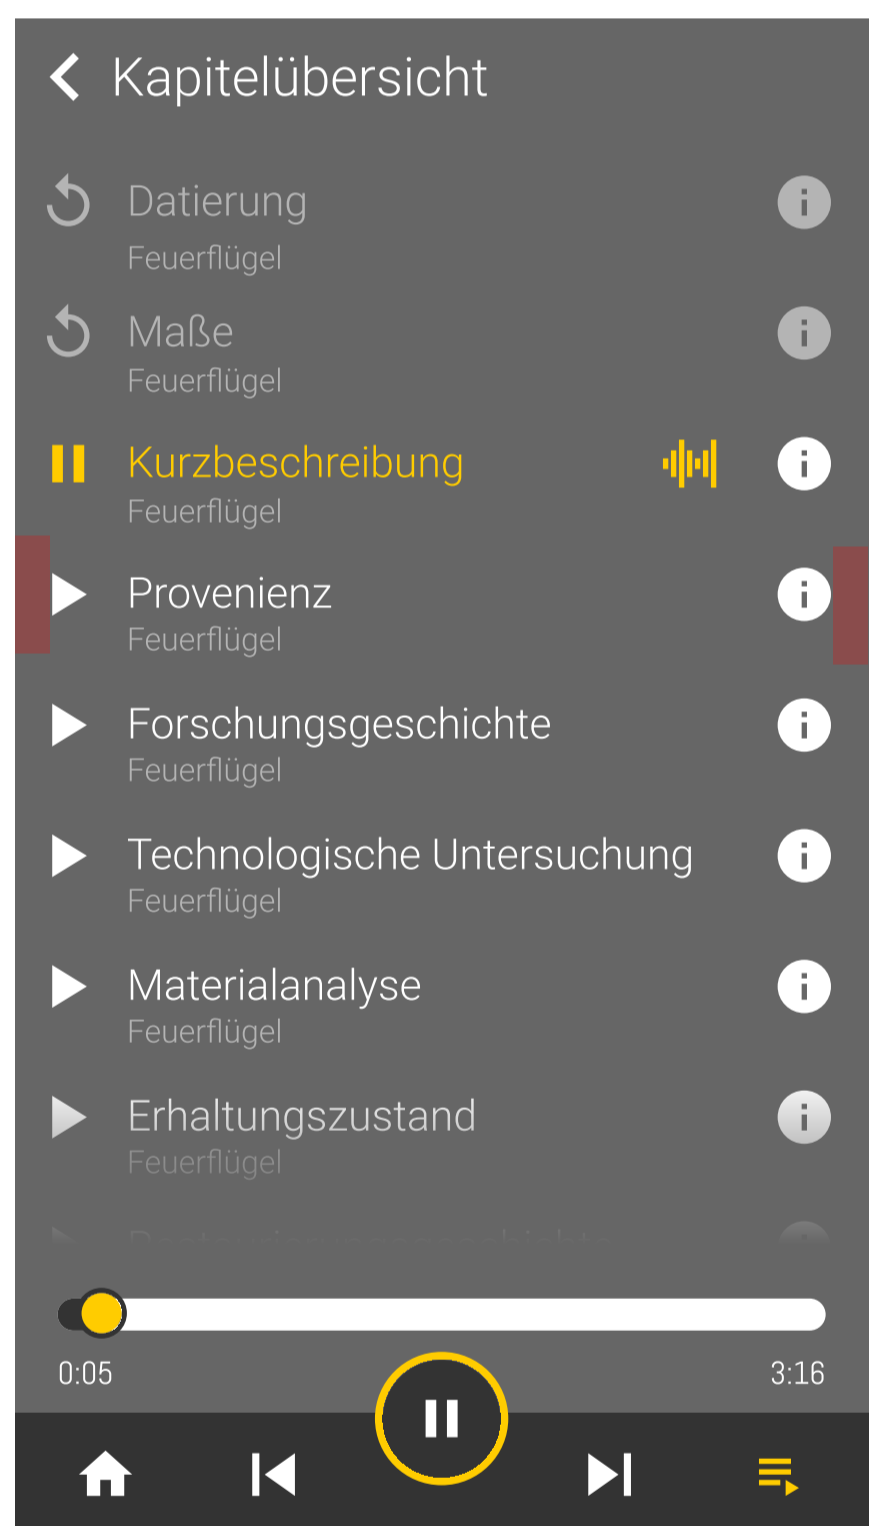 Kapitelübersicht
Datierung
Feuerflügel
Maße
Feuerflügel
Kurzbeschreibung
Feuerflügel
Provenienz
Feuerflügel
Forschungsgeschichte
Feuerflügel
Technologische Untersuchung
Feuerflügel
Materialanalyse
Feuerflügel
Erhaltungszustand
Feuerflügel
0:05
3:16